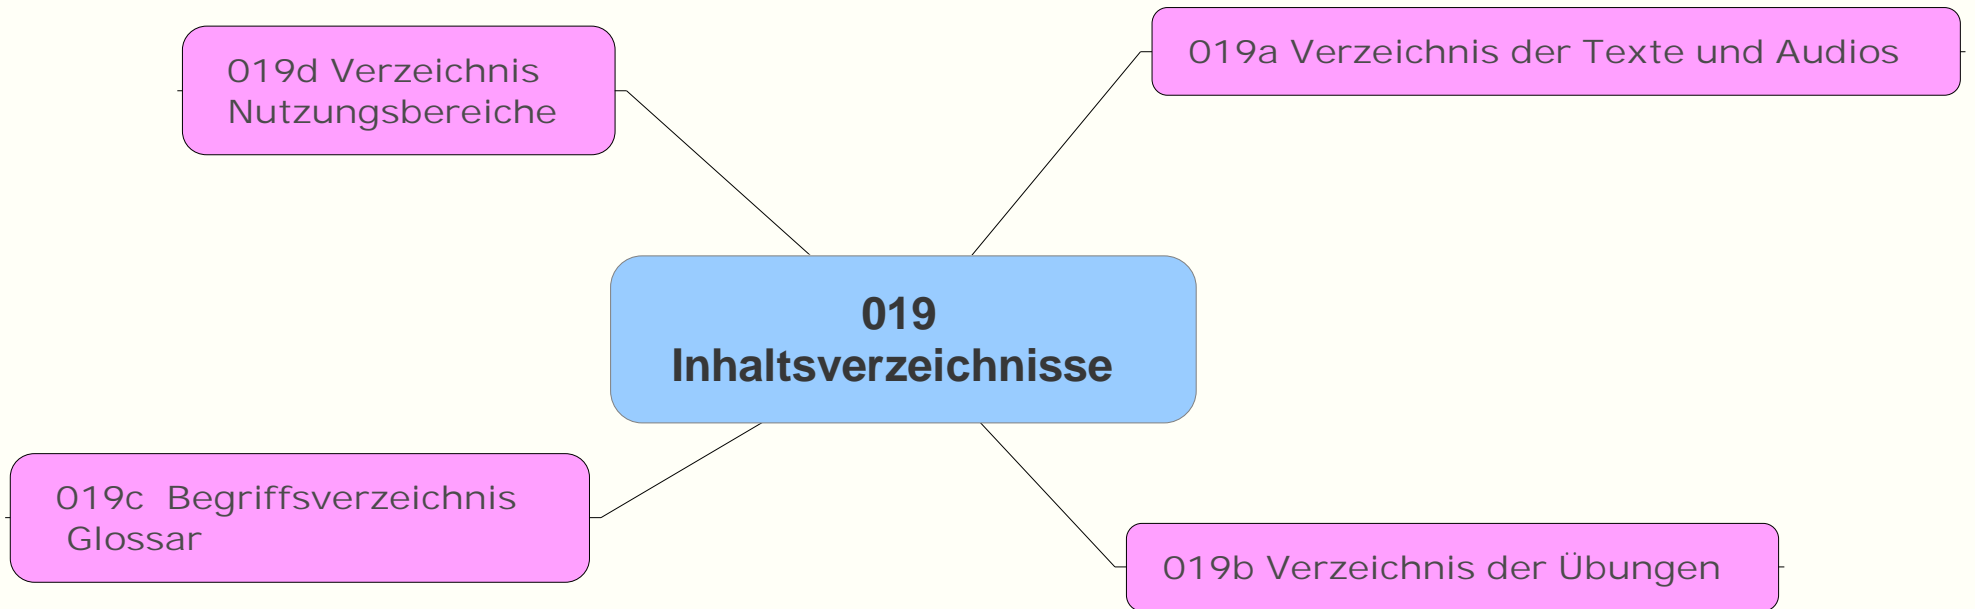 019d Verzeichnis
Nutzungsbereiche
019a Verzeichnis der Texte und Audios
019
Inhaltsverzeichnisse
019c Begriffsverzeichnis
Glossar
019b Verzeichnis der Übungen